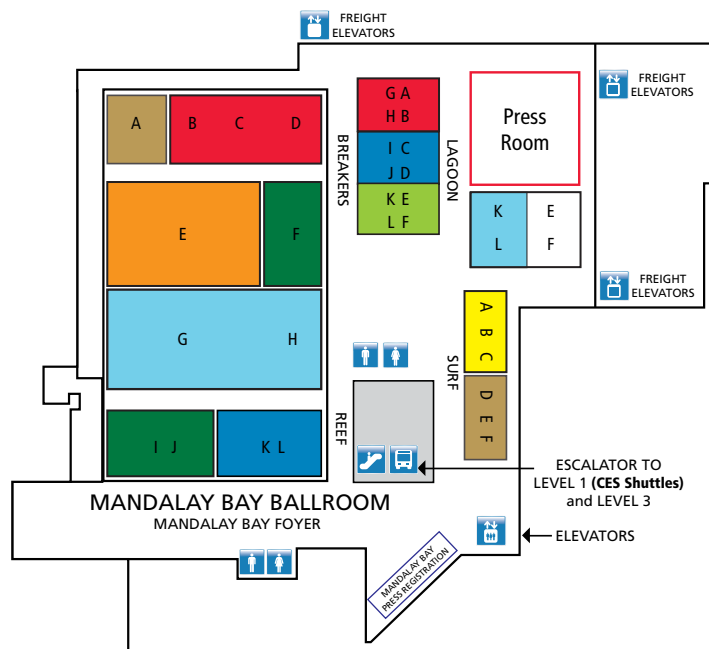 FREIGHT
ELEVATORS
A B C D
G A
H B
BREAKERS
I C
J D
LAGOON
K E
L F
Press
Room
FREIGHT
ELEVATORS
E F
K E
L F
FREIGHT
ELEVATORS
G H
A B C
SURF
D E F
REEF
I J K L
ESCALATOR TO
LEVEL 1 (CES Shuttles)
and LEVEL 3
MANDALAY BAY BALLROOM
MANDALAY BAY FOYER
ELEVATORS
MANDALAY BAY
PRESS REGISTRATION